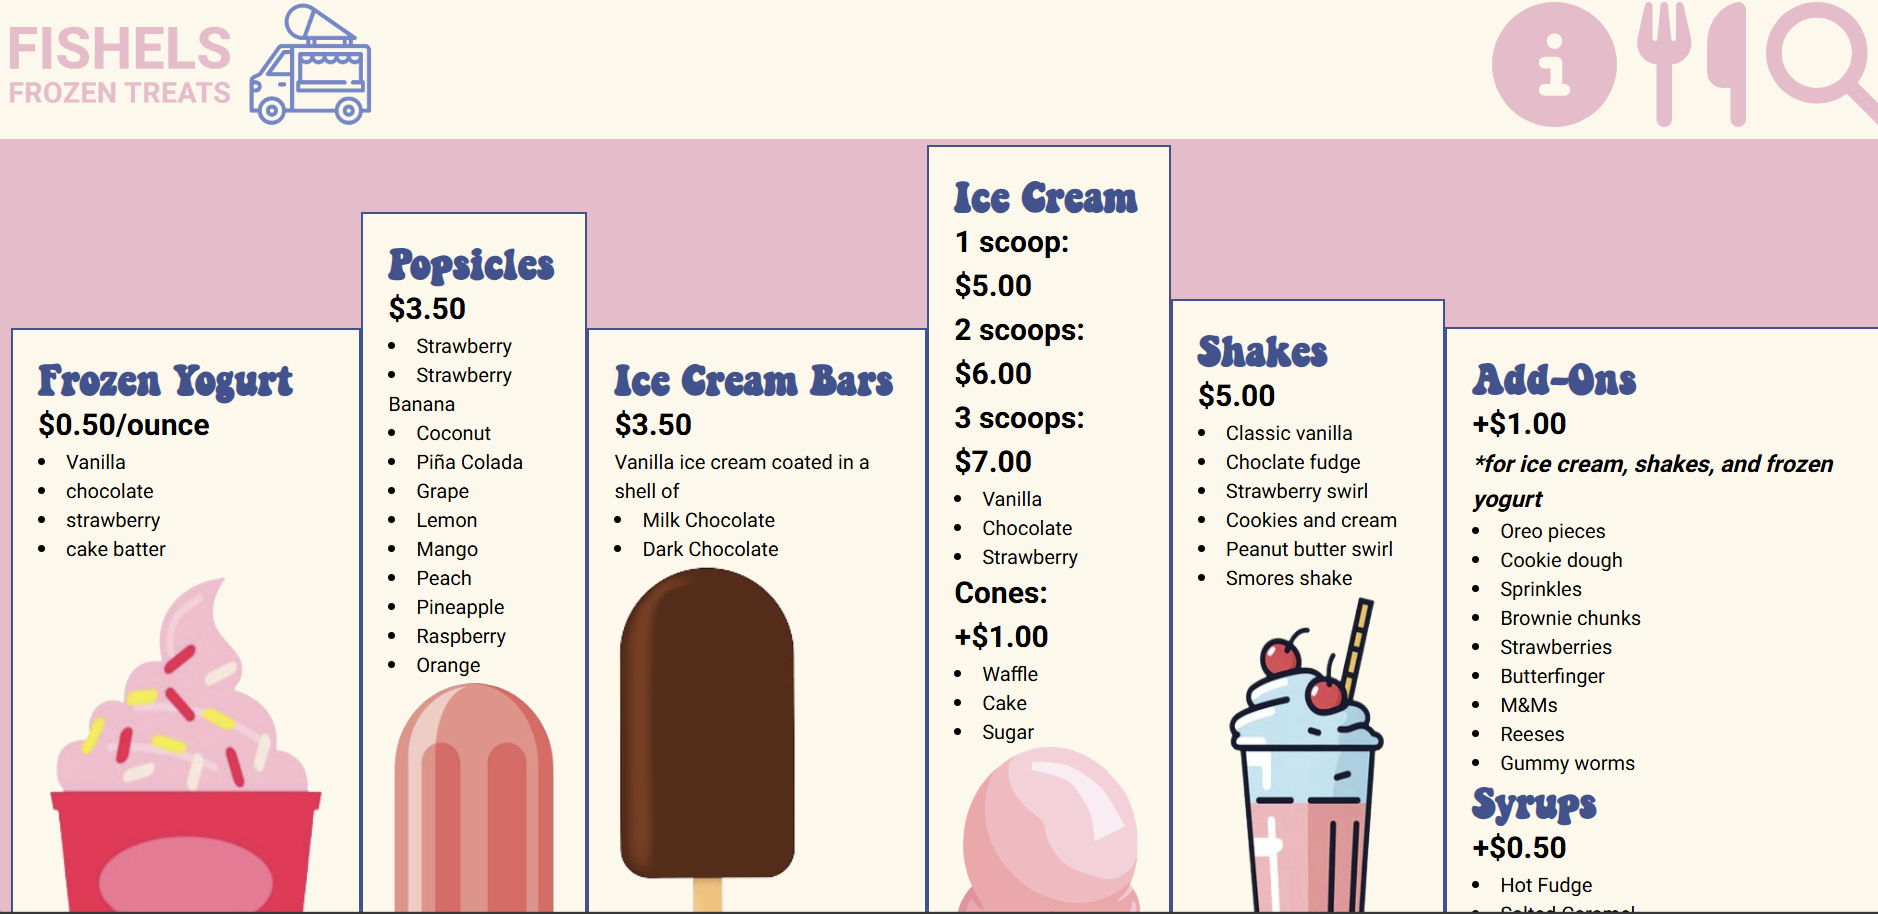 FISHELS
FROZEN TREATS
Frozen Yogurt
$0.50/ounce
• Vanilla
• chocolate
• strawberry
• cake batter
Popsicles
$3.50
• Strawberry
• Strawberry
Banana
• Coconut
• Piña Colada
• Grape
• Lemon
• Mango
• Peach
• Pineapple
• Raspberry
• Orange
Ice Cream Bars
$3.50
Vanilla ice cream coated in a
shell of
• Milk Chocolate
• Dark Chocolate
Ice Cream
1 scoop:
$5.00
2 scoops:
$6.00
3 scoops:
$7.00
• Vanilla
• Chocolate
• Strawberry
Cones:
+$1.00
• Waffle
• Cake
• Sugar
Shakes
$5.00
• Classic vanilla
• Choclate fudge
• Strawberry swirl
• Cookies and cream
• Peanut butter swirl
• Smores shake
Add-Ons
+$1.00
*for ice cream, shakes, and frozen
yogurt
• Oreo pieces
• Cookie dough
• Sprinkles
• Brownie chunks
• Strawberries
• Butterfinger
• M&Ms
• Reeses
• Gummy worms
Syrups
+$0.50
• Hot Fudge
Salted Caramel